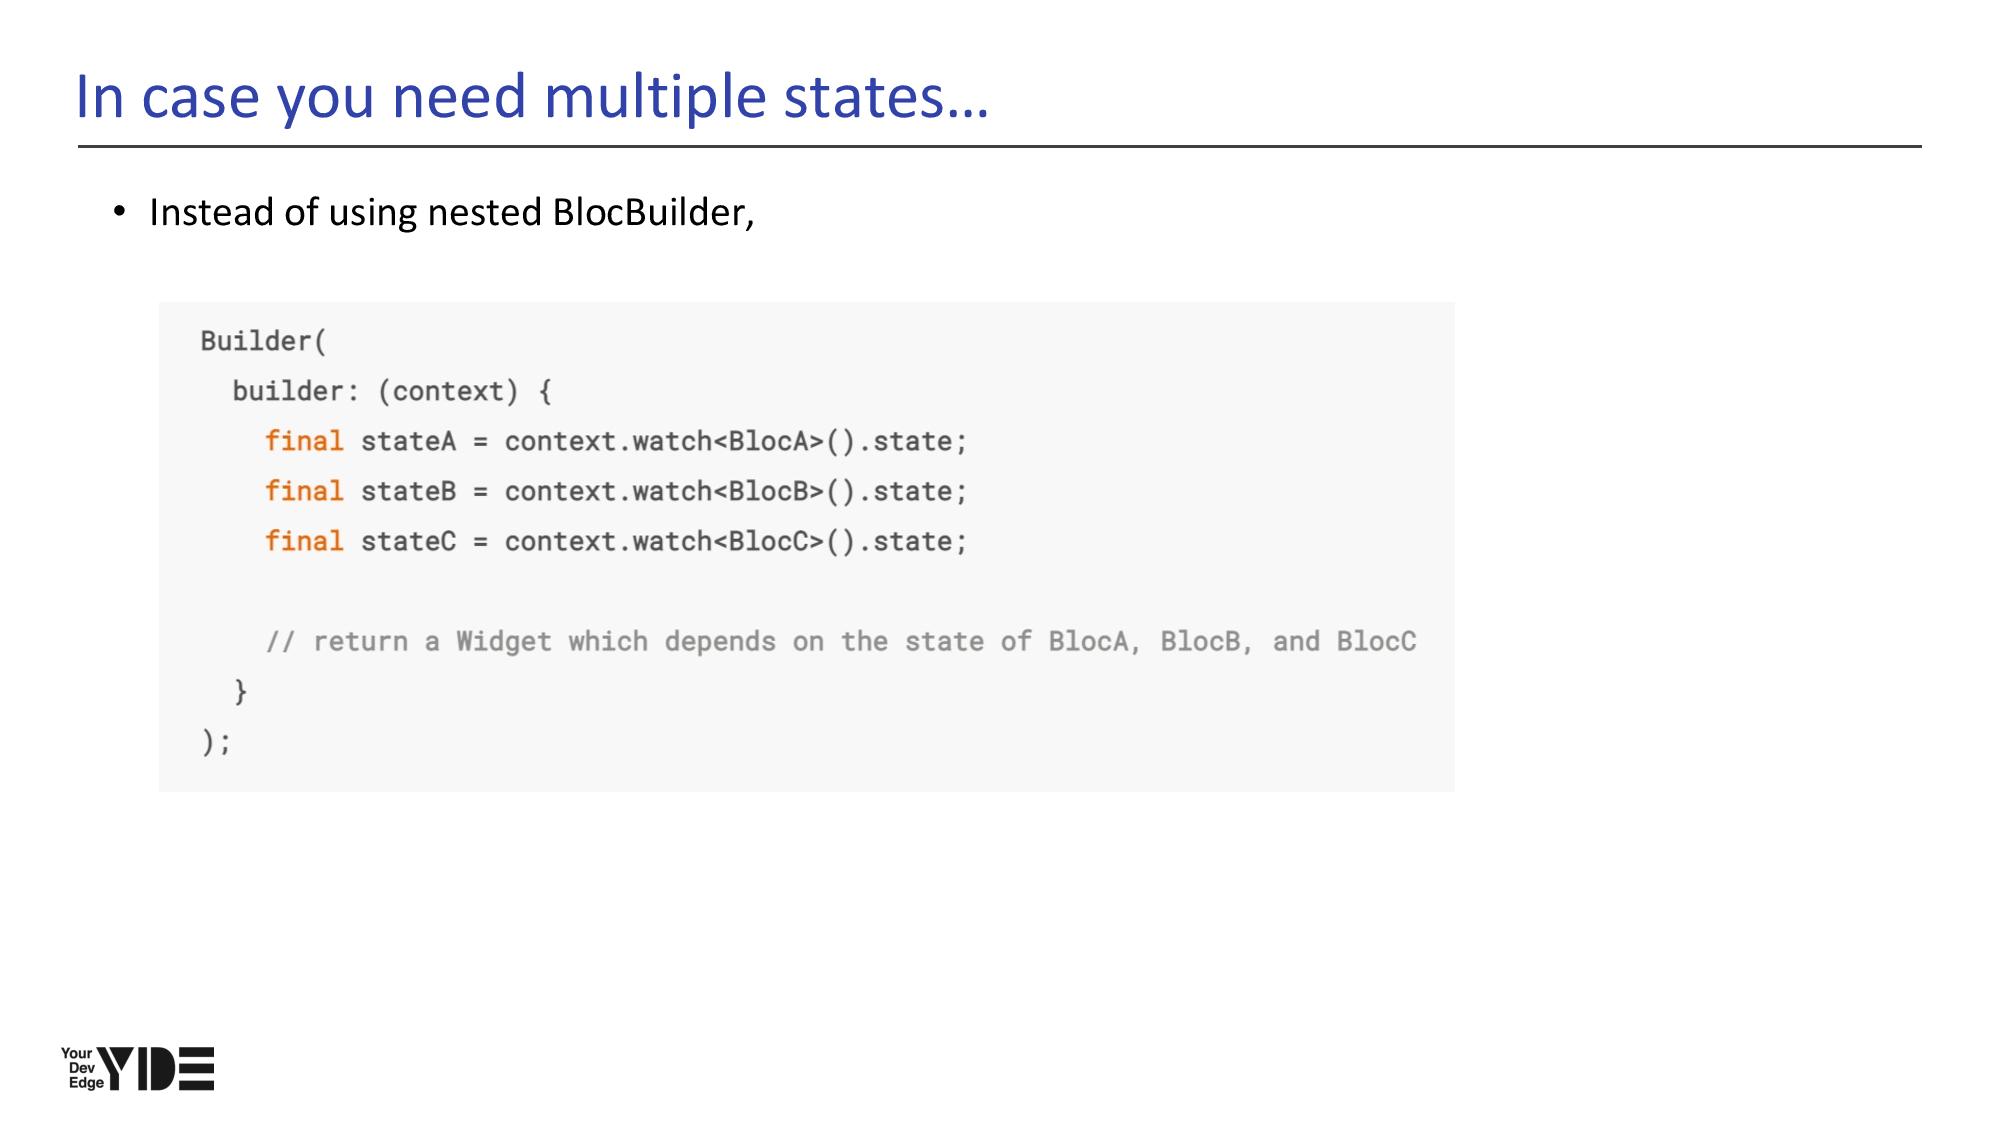 In case you need multiple states…
• Instead of using nested BlocBuilder,
Builder(
  builder: (context) {
    final stateA = context.watch<BlocA>().state;
    final stateB = context.watch<BlocB>().state;
    final stateC = context.watch<BlocC>().state;
    // return a Widget which depends on the state of BlocA, BlocB, and BlocC
  }
);
Your
Dev
Edge
YDE